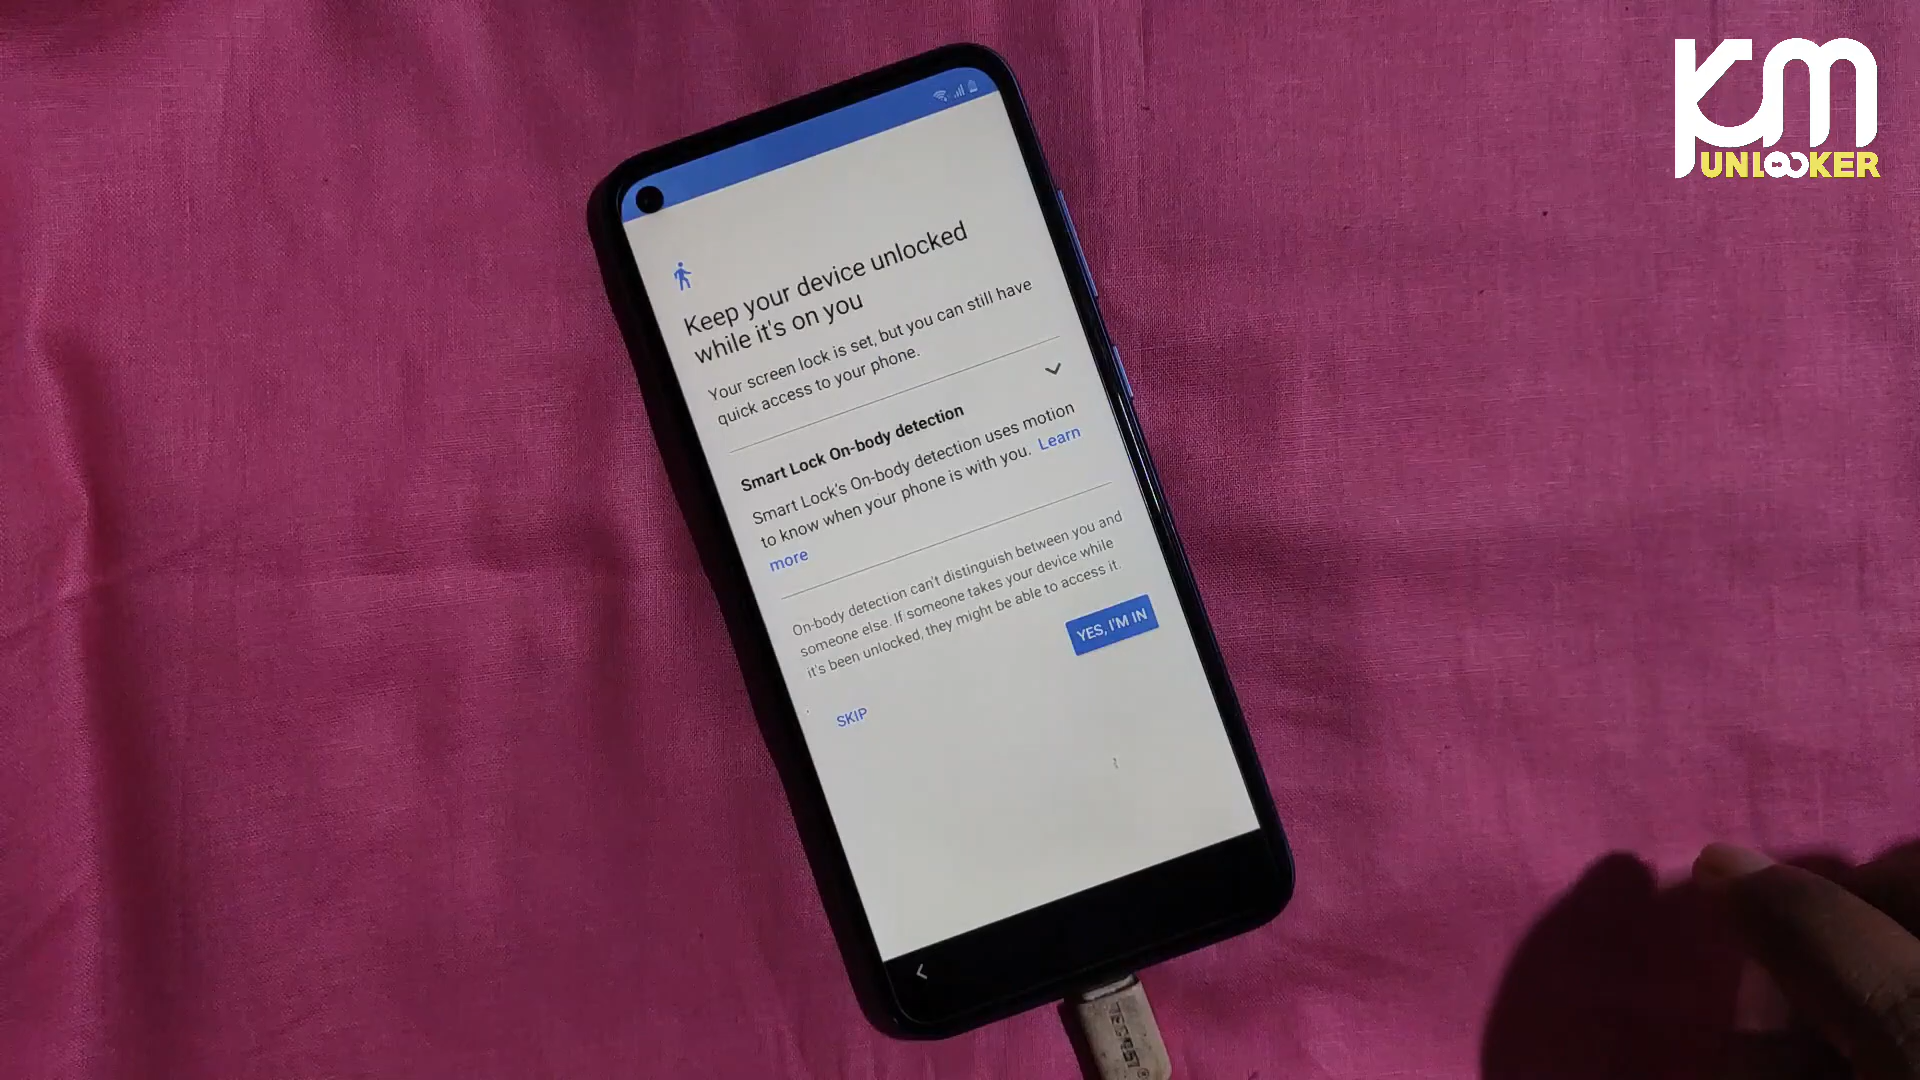 KM
UNLOOKER
Keep your device unlocked
while it's on you
Your screen lock is set, but you can still have
quick access to your phone.
Smart Lock On-body detection
Smart Lock's On-body detection uses motion
to know when your phone is with you. Learn
more
On-body detection can't distinguish between you and
someone else. If someone takes your device while
it's been unlocked, they might be able to access it.
YES, I'M IN
SKIP